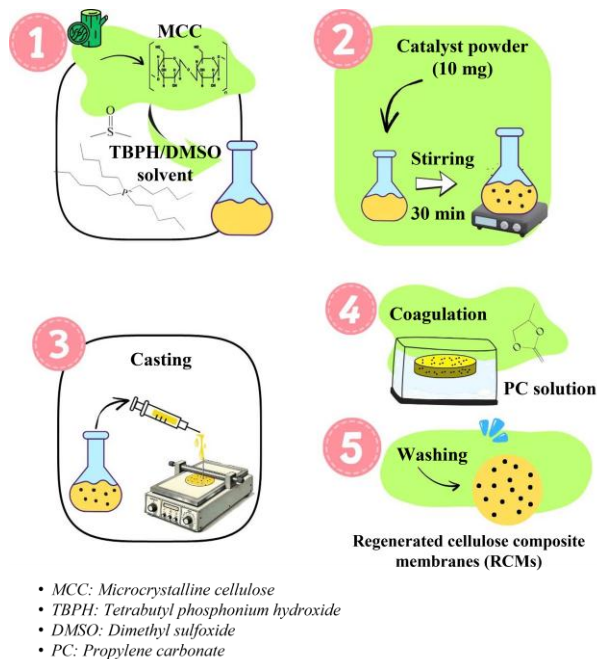 1
MCC
TBPH/DMSO
solvent
2
Catalyst powder
(10 mg)
Stirring
30 min
3
Casting
4
Coagulation
PC solution
5
Washing
Regenerated cellulose composite
membranes (RCMs)
• MCC: Microcrystalline cellulose
• TBPH: Tetrabutyl phosphonium hydroxide
• DMSO: Dimethyl sulfoxide
• PC: Propylene carbonate